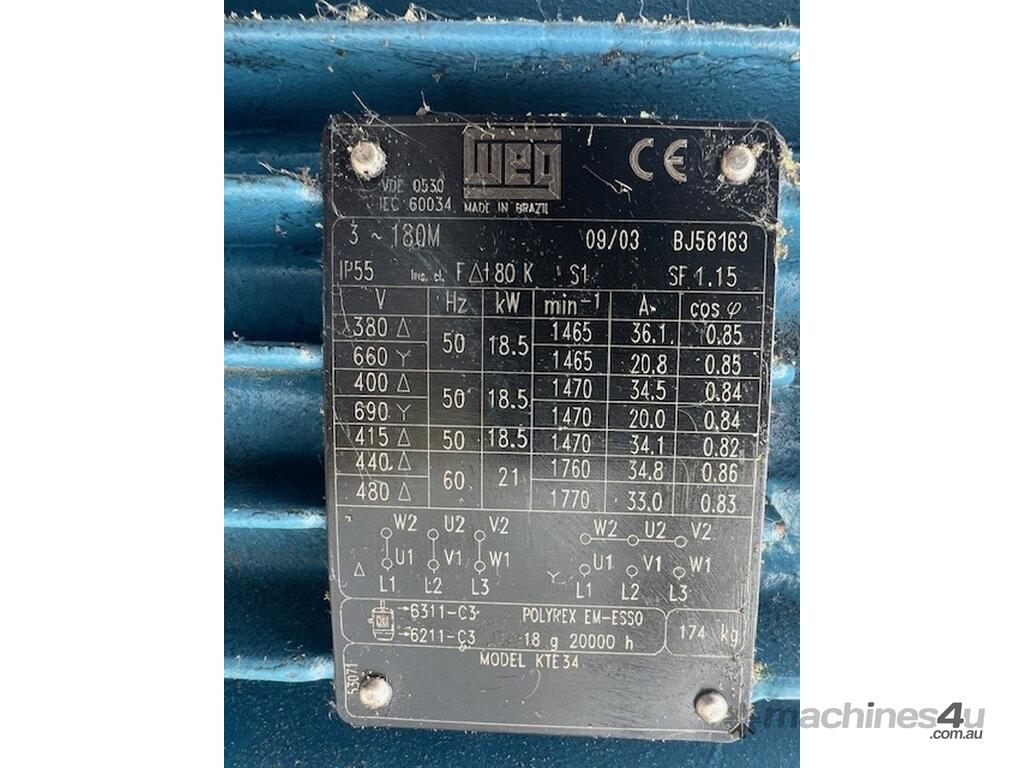 weg
CE
VDE 0530
IEC 60034
MADE IN BRAZIL
3 ~ 180M 09/03 BJ56163
IP55 Ins. cl. F Δt 80 K S1 SF 1.15
V Hz kW min⁻¹ A cos φ
380 Δ 50 18.5 1465 36.1 0.85
660 Y 1465 20.8 0.85
400 Δ 50 18.5 1470 34.5 0.84
690 Y 1470 20.0 0.84
415 Δ 50 18.5 1470 34.1 0.82
440 Δ 60 21 1760 34.8 0.86
480 Δ 1770 33.0 0.83
W2 U2 V2 W2 U2 V2
U1 V1 W1 U1 V1 W1
Δ L1 L2 L3 Y L1 L2 L3
6311-C3 POLYREX EM-ESSO
6211-C3 18 g 20000 h
174 kg
MODEL KTE34
53071
machines4u
.com.au